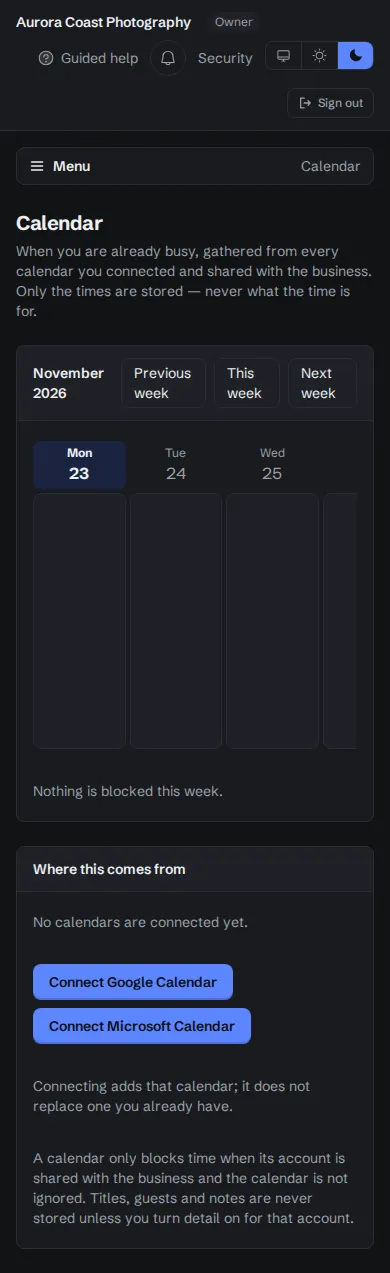 Aurora Coast Photography Owner
Guided help Security
Sign out
Menu Calendar
Calendar
When you are already busy, gathered from every
calendar you connected and shared with the business.
Only the times are stored — never what the time is
for.
November
2026
Previous
week
This
week
Next
week
Mon
23
Tue
24
Wed
25
Nothing is blocked this week.
Where this comes from
No calendars are connected yet.
Connect Google Calendar
Connect Microsoft Calendar
Connecting adds that calendar; it does not
replace one you already have.
A calendar only blocks time when its account is
shared with the business and the calendar is not
ignored. Titles, guests and notes are never
stored unless you turn detail on for that account.